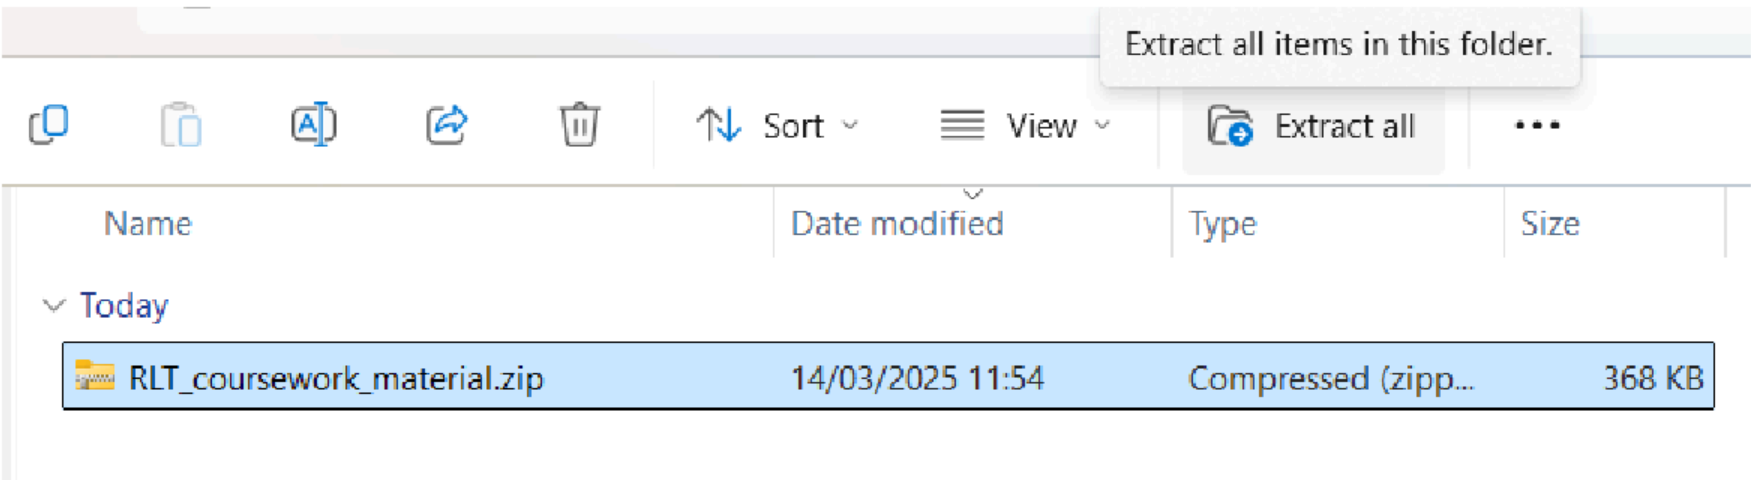 Extract all items in this folder.
Sort View Extract all
Name Date modified Type Size
Today
RLT_coursework_material.zip 14/03/2025 11:54 Compressed (zipp... 368 KB